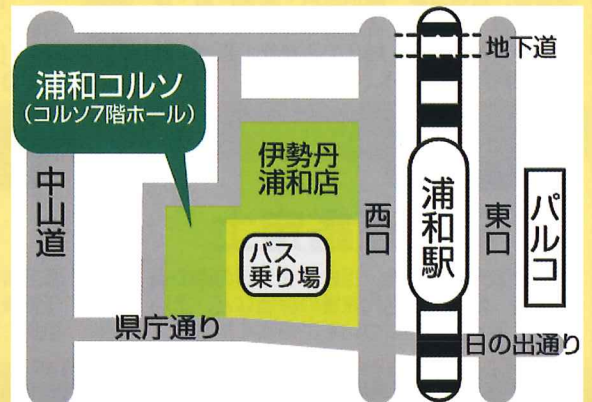 地下道
浦和コルソ
(コルソ7階ホール)
伊勢丹
浦和店
中山道
西口
浦和駅
東口
パルコ
バス
乗り場
県庁通り
日の出通り